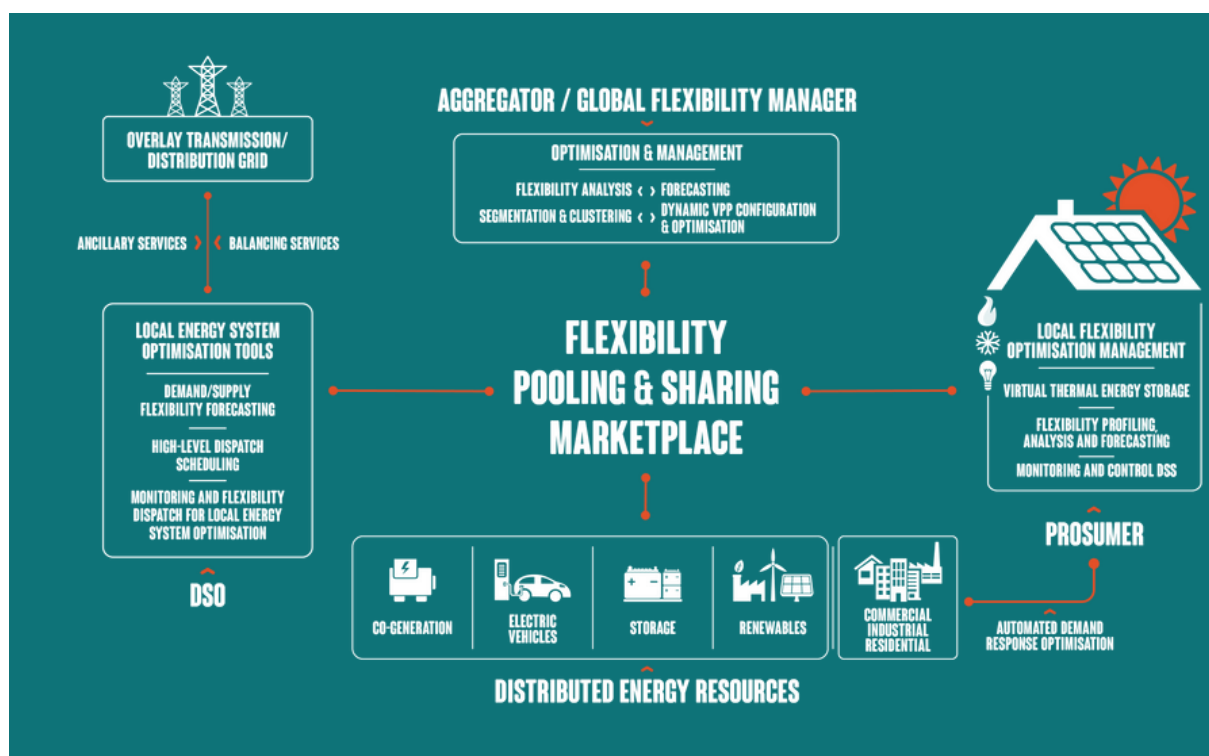 OVERLAY TRANSMISSION/
DISTRIBUTION GRID
ANCILLARY SERVICES
BALANCING SERVICES
LOCAL ENERGY SYSTEM
OPTIMISATION TOOLS
DEMAND/SUPPLY
FLEXIBILITY FORECASTING
HIGH-LEVEL DISPATCH
SCHEDULING
MONITORING AND FLEXIBILITY
DISPATCH FOR LOCAL ENERGY
SYSTEM OPTIMISATION
DSO
AGGREGATOR / GLOBAL FLEXIBILITY MANAGER
OPTIMISATION & MANAGEMENT
FLEXIBILITY ANALYSIS ‹ › FORECASTING
SEGMENTATION & CLUSTERING ‹ › DYNAMIC VPP CONFIGURATION
& OPTIMISATION
FLEXIBILITY
POOLING & SHARING
MARKETPLACE
CO-GENERATION
ELECTRIC
VEHICLES
STORAGE
RENEWABLES
COMMERCIAL
INDUSTRIAL
RESIDENTIAL
DISTRIBUTED ENERGY RESOURCES
LOCAL FLEXIBILITY
OPTIMISATION MANAGEMENT
VIRTUAL THERMAL ENERGY STORAGE
FLEXIBILITY PROFILING,
ANALYSIS AND FORECASTING
MONITORING AND CONTROL DSS
PROSUMER
AUTOMATED DEMAND
RESPONSE OPTIMISATION